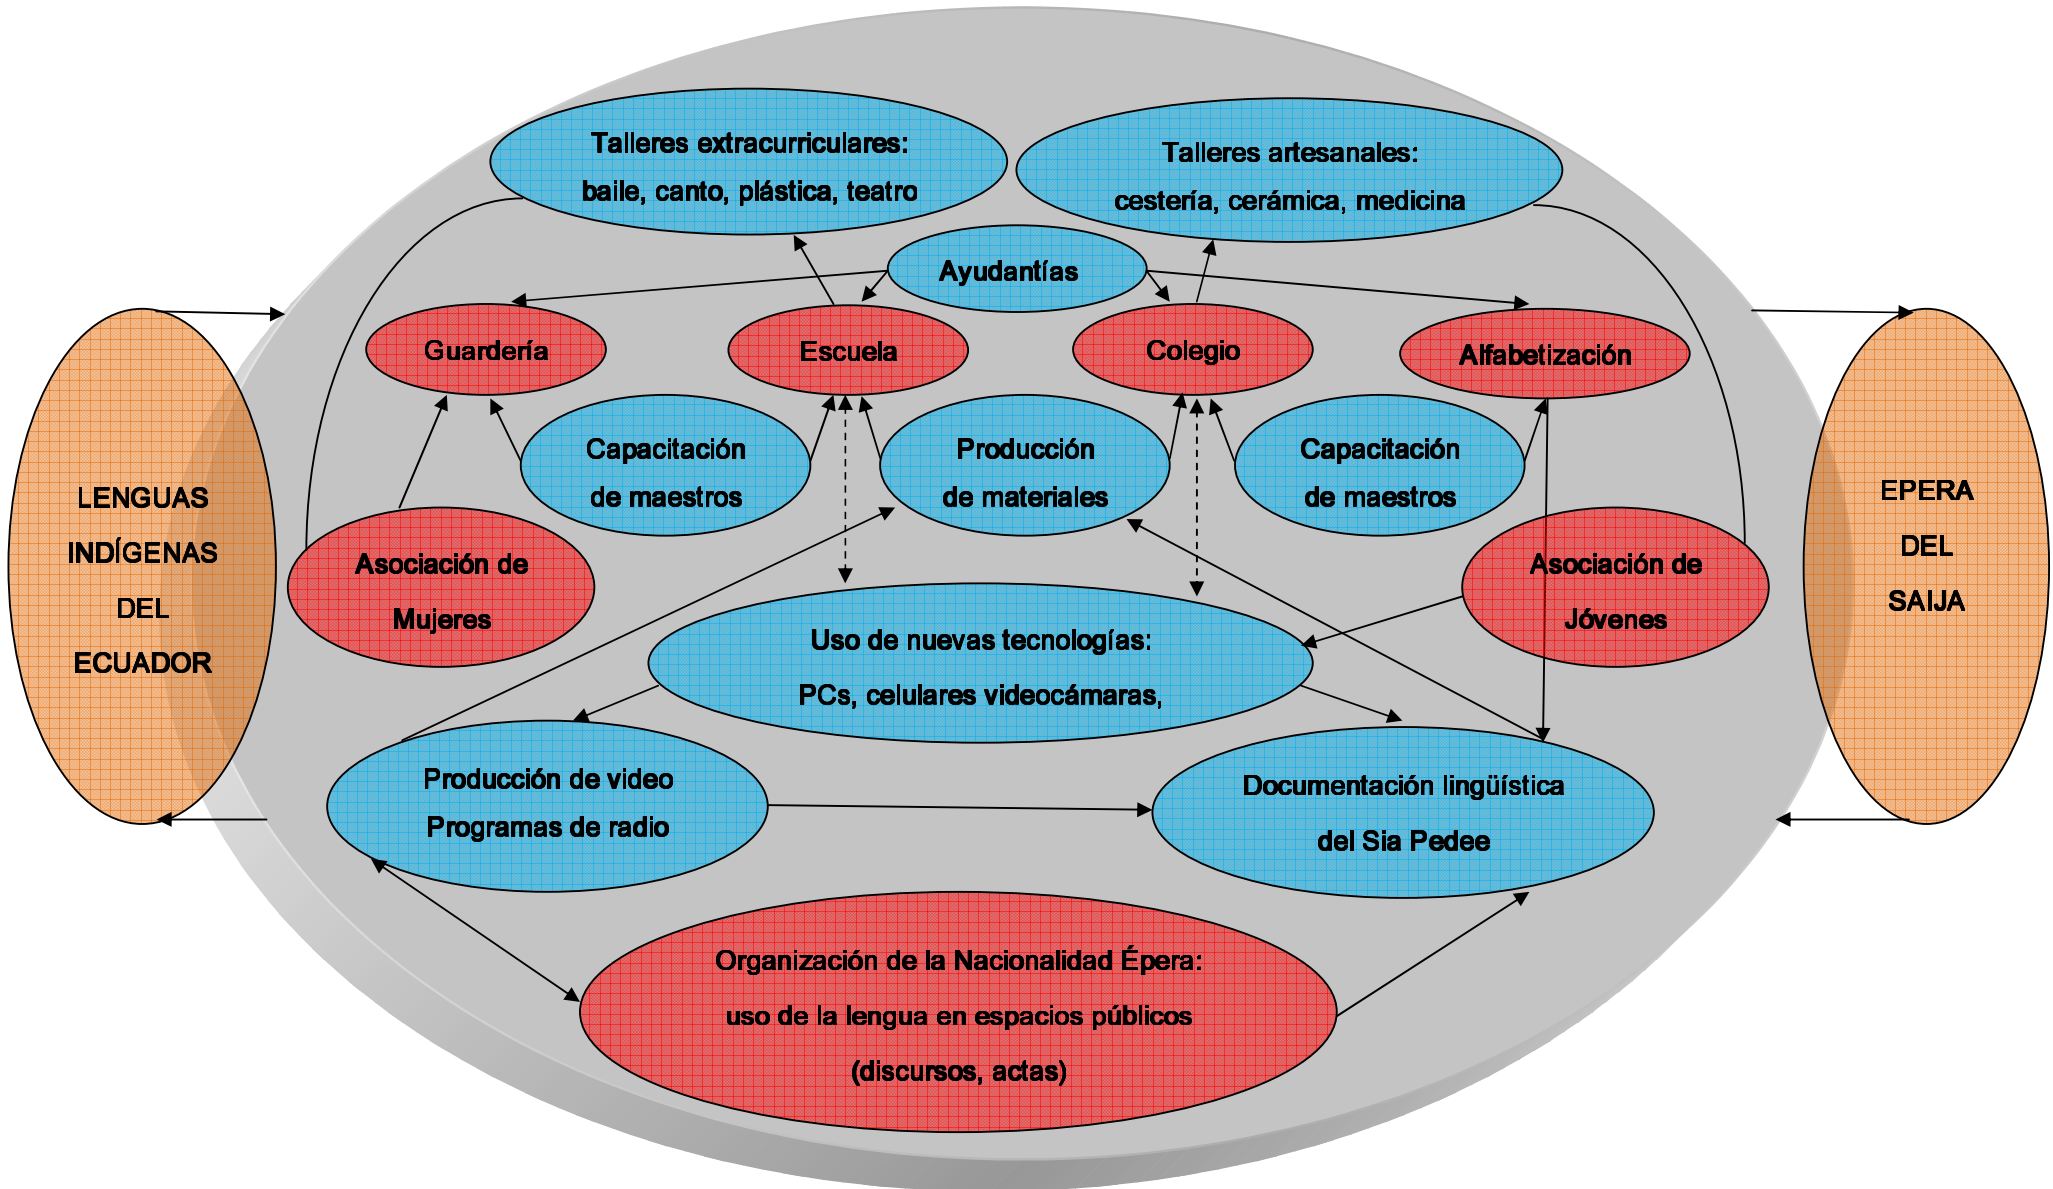 Talleres extracurriculares:
baile, canto, plástica, teatro
Talleres artesanales:
cestería, cerámica, medicina
Ayudantías
Guardería
Escuela
Colegio
Alfabetización
Capacitación
de maestros
Producción
de materiales
Capacitación
de maestros
LENGUAS
INDÍGENAS
DEL
ECUADOR
EPERA
DEL
SAIJA
Asociación de
Mujeres
Asociación de
Jóvenes
Uso de nuevas tecnologías:
PCs, celulares videocámaras,
Producción de video
Programas de radio
Documentación lingüística
del Sia Pedee
Organización de la Nacionalidad Épera:
uso de la lengua en espacios públicos
(discursos, actas)